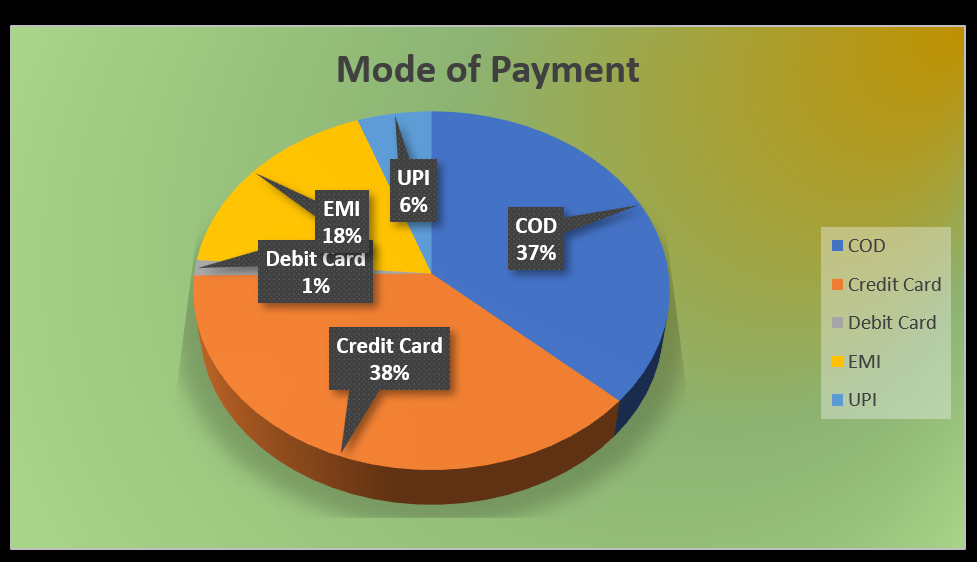 Mode of Payment
UPI
6%
EMI
18%
COD
37%
Debit Card
1%
Credit Card
38%
COD
Credit Card
Debit Card
EMI
UPI